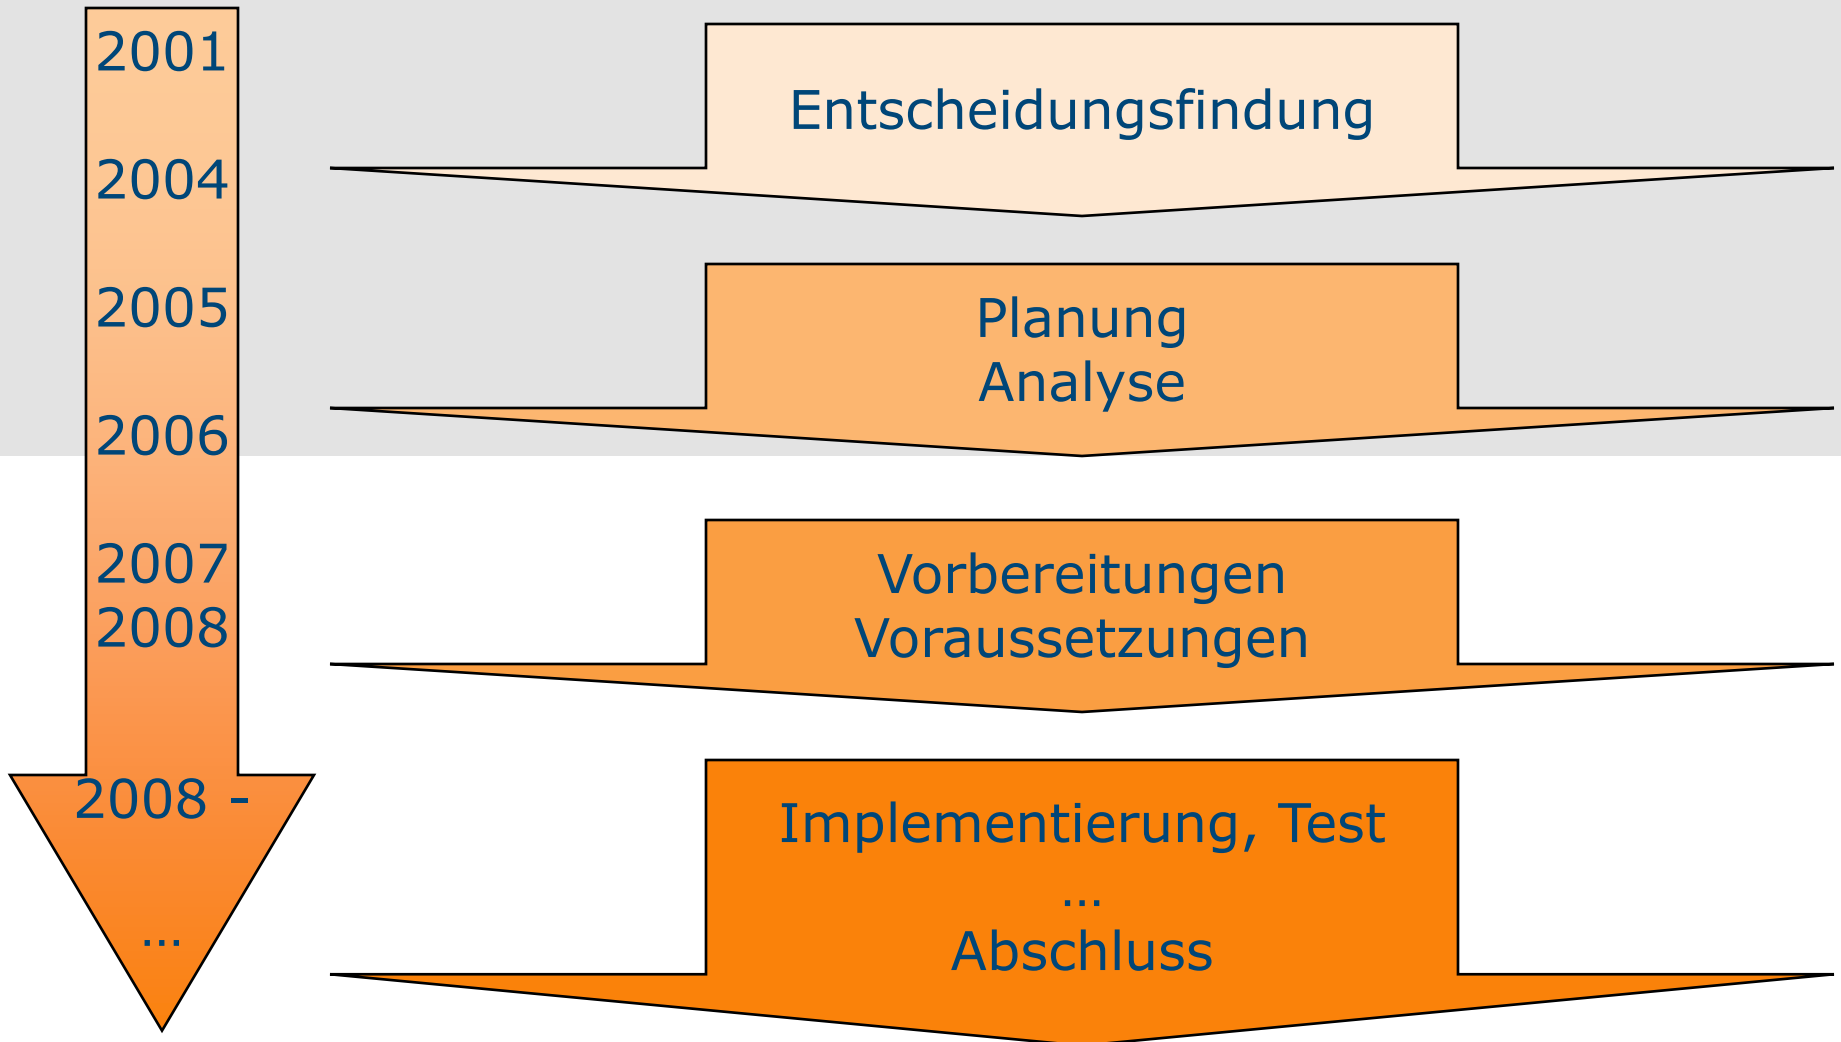 2001
2004
2005
2006
2007
2008
2008 -
...
Entscheidungsfindung
Planung
Analyse
Vorbereitungen
Voraussetzungen
Implementierung, Test
...
Abschluss